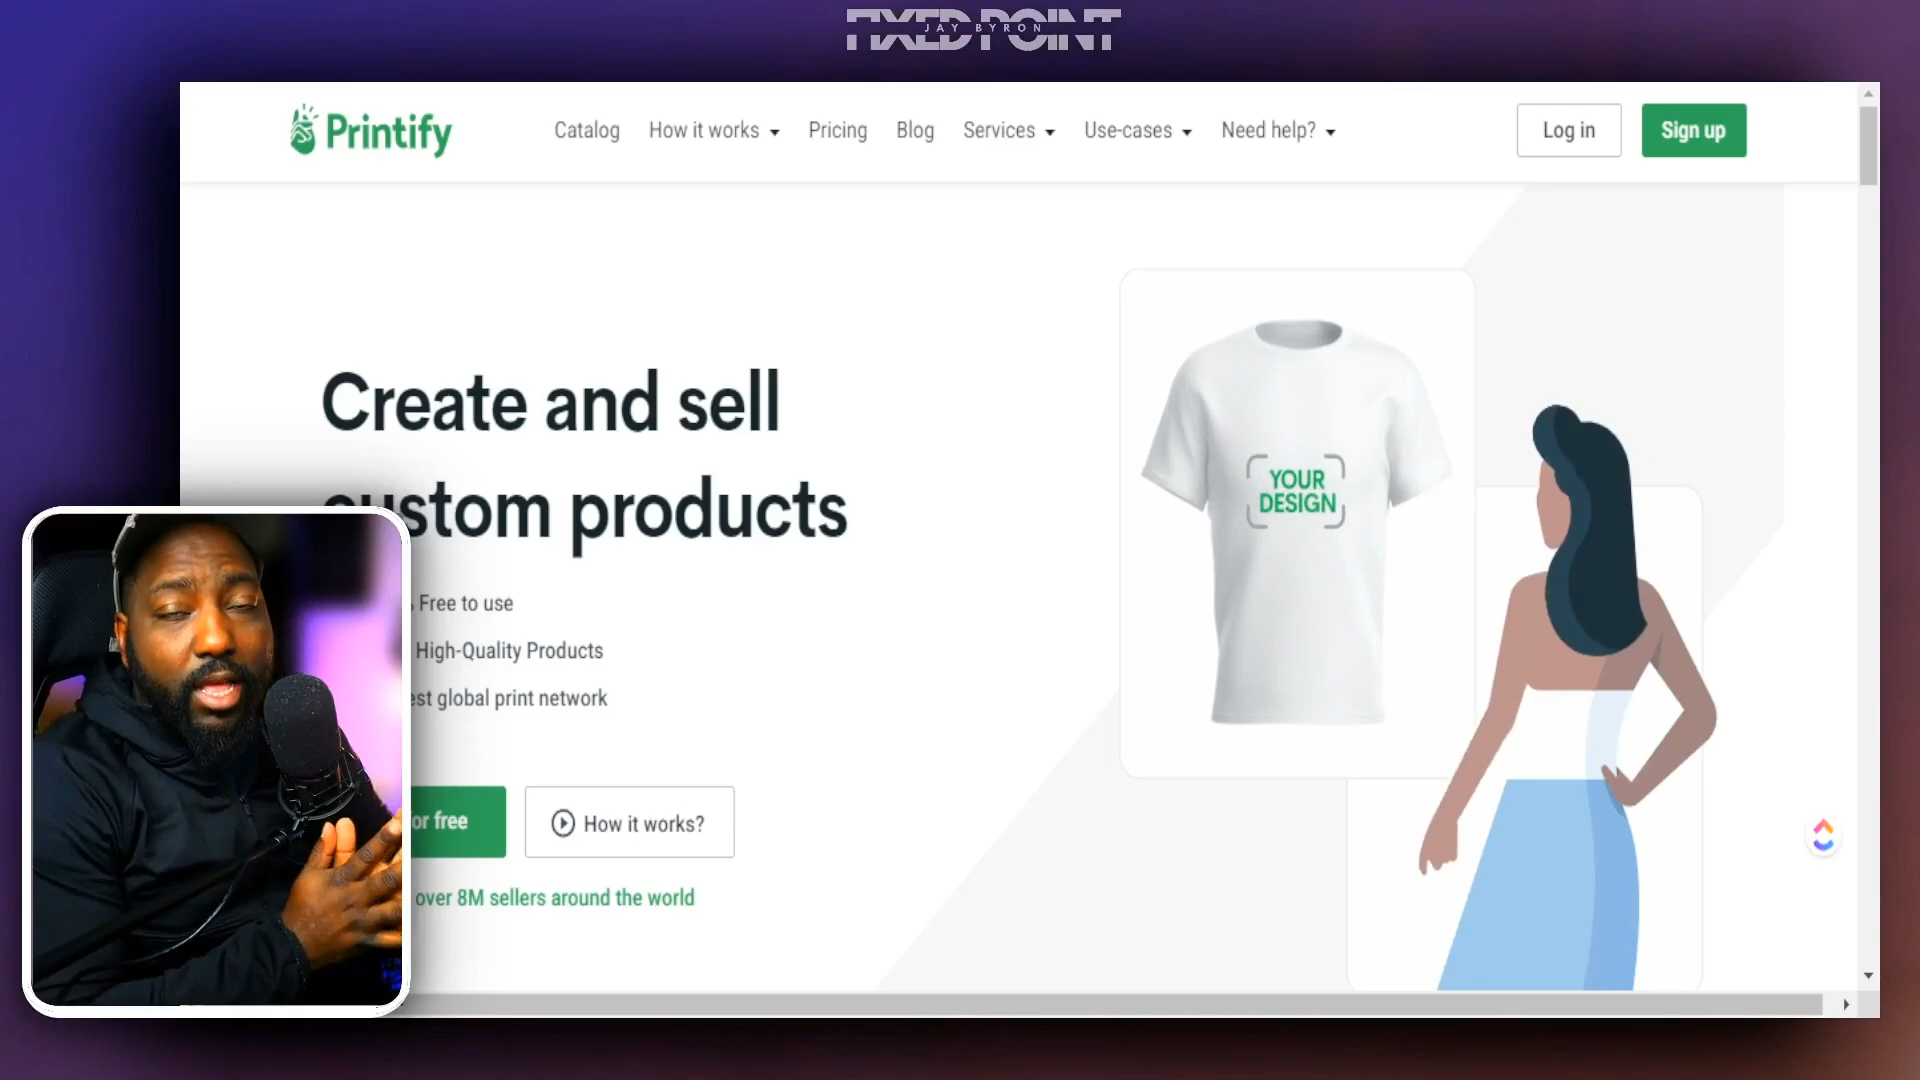 FIXED POINT
JAY BYRON
Printify
Catalog How it works Pricing Blog Services Use-cases Need help? Log in Sign up
Create and sell
custom products
Free to use
High-Quality Products
est global print network
or free
How it works?
over 8M sellers around the world
YOUR
DESIGN